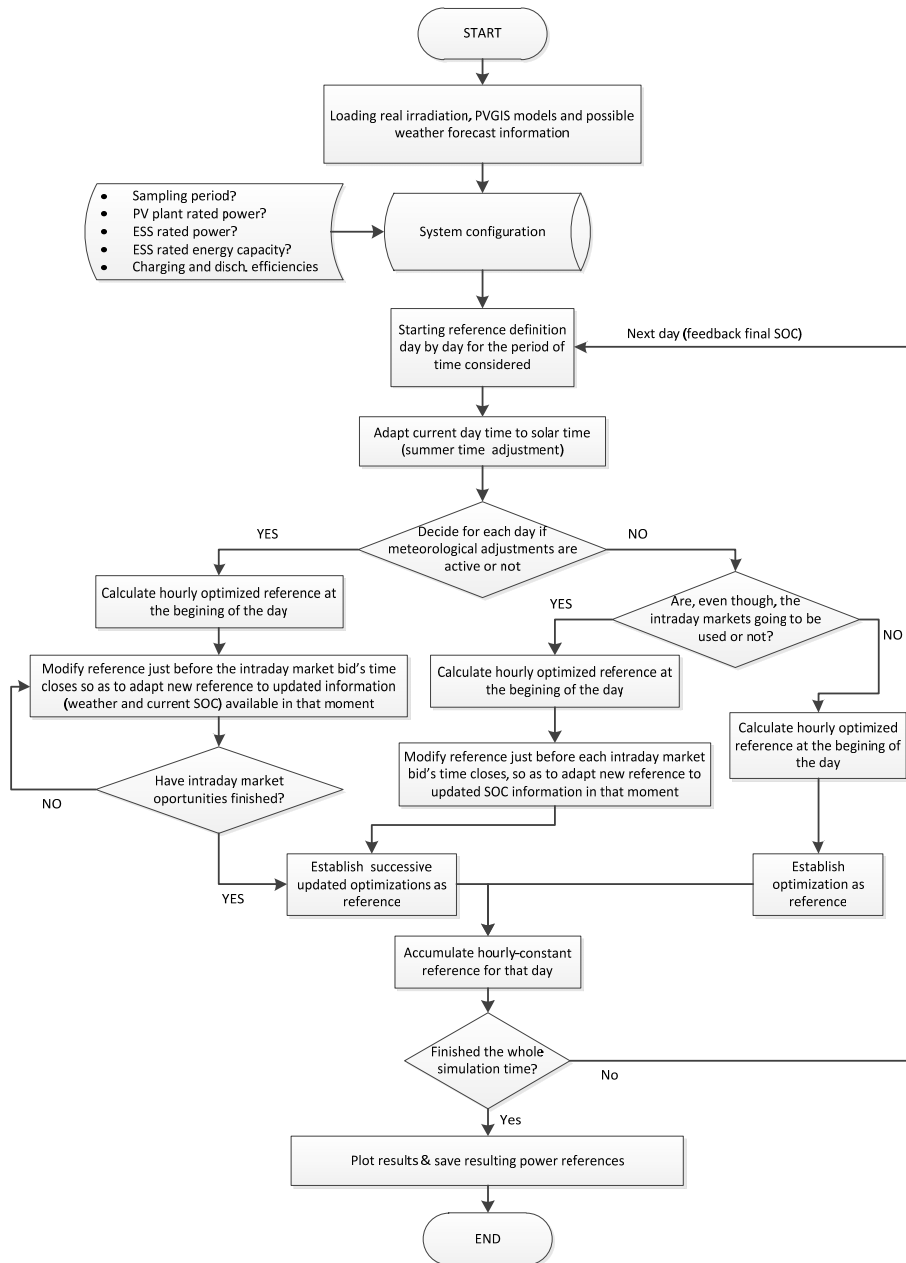 START
Loading real irradiation, PVGIS models and possible
weather forecast information
• Sampling period?
• PV plant rated power?
• ESS rated power?
• ESS rated energy capacity?
• Charging and disch. efficiencies
System configuration
Starting reference definition
day by day for the period of
time considered
Next day (feedback final SOC)
Adapt current day time to solar time
(summer time adjustment)
Decide for each day if
meteorological adjustments are
active or not
YES
NO
Calculate hourly optimized reference at
the begining of the day
Are, even though, the
intraday markets going to be
used or not?
YES
NO
Modify reference just before the intraday market bid's time
closes so as to adapt new reference to updated information
(weather and current SOC) available in that moment
Calculate hourly optimized reference at
the begining of the day
Calculate hourly optimized
reference at the begining of
the day
Have intraday market
oportunities finished?
NO
YES
Modify reference just before each intraday market
bid's time closes, so as to adapt new reference to
updated SOC information in that moment
Establish successive
updated optimizations as
reference
Establish
optimization as
reference
Accumulate hourly-constant
reference for that day
Finished the whole
simulation time?
No
Yes
Plot results & save resulting power references
END